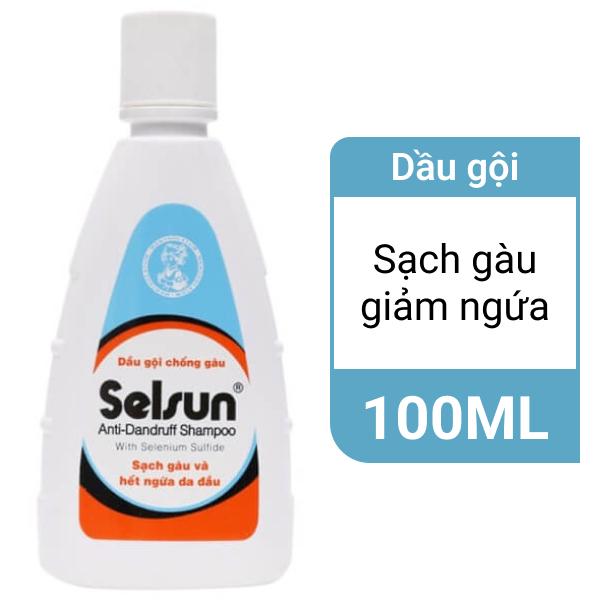 Dầu gội chống gàu
Selsun®
Anti-Dandruff Shampoo
With Selenium Sulfide
Sạch gàu và
hết ngứa da đầu
Dầu gội
Sạch gàu
giảm ngứa
100ML